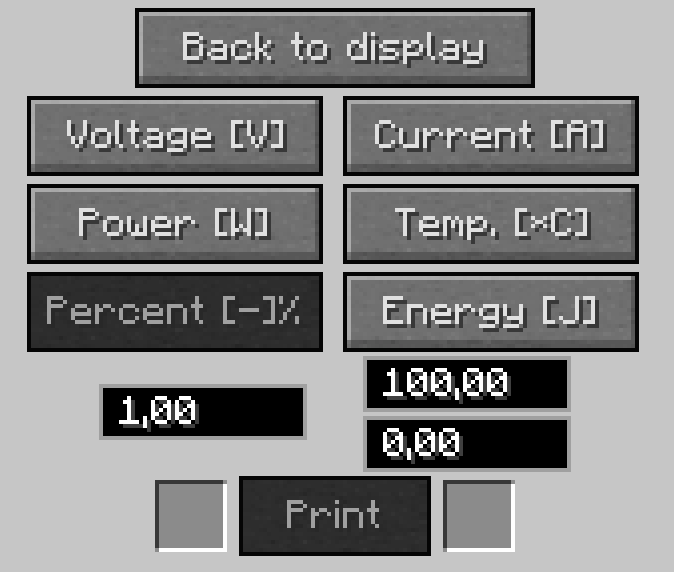 Back to display
Voltage [V] Current [A]
Power [W] Temp. [×C]
Percent [-]% Energy [J]
1,00 100,00
0,00
Print